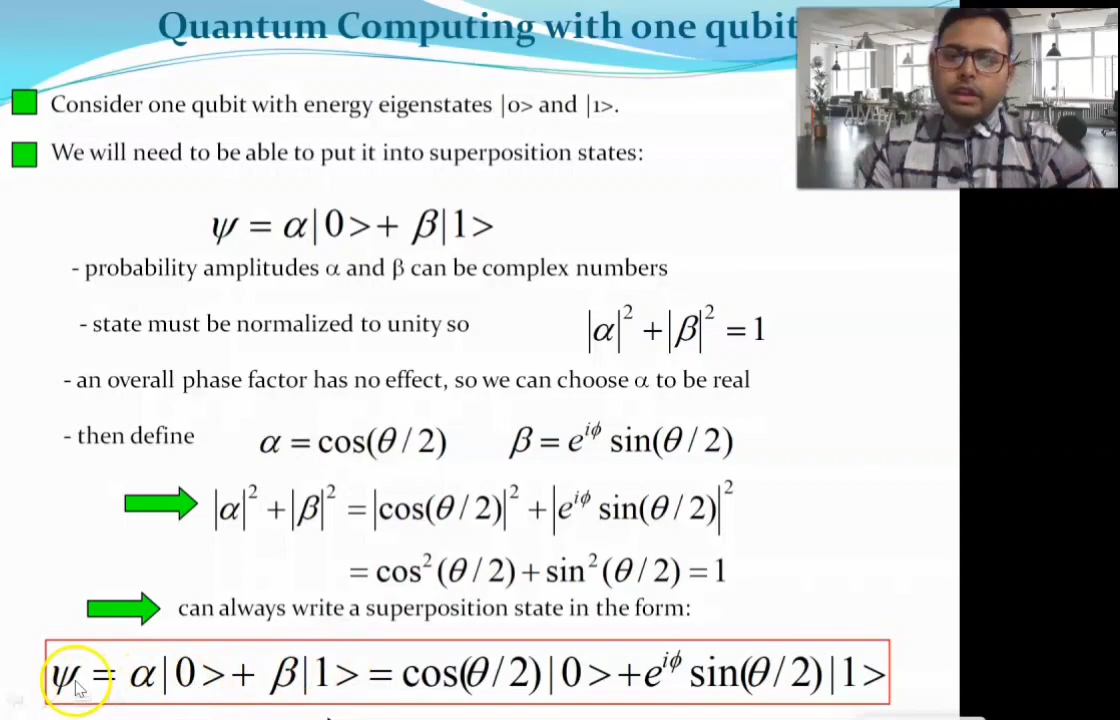 Quantum Computing with one qubit
Consider one qubit with energy eigenstates |0> and |1>.
We will need to be able to put it into superposition states:
ψ = α|0>+ β|1>
- probability amplitudes α and β can be complex numbers
- state must be normalized to unity so |α|² +|β|² = 1
- an overall phase factor has no effect, so we can choose α to be real
- then define α = cos(θ / 2) β = e^{iϕ} sin(θ / 2)
|α|² +|β|² = |cos(θ / 2)|² + |e^{iϕ} sin(θ / 2)|²
= cos² (θ / 2) + sin² (θ / 2) = 1
can always write a superposition state in the form:
ψ = α|0>+ β|1> = cos(θ/2)|0>+e^{iϕ} sin(θ/2)|1>